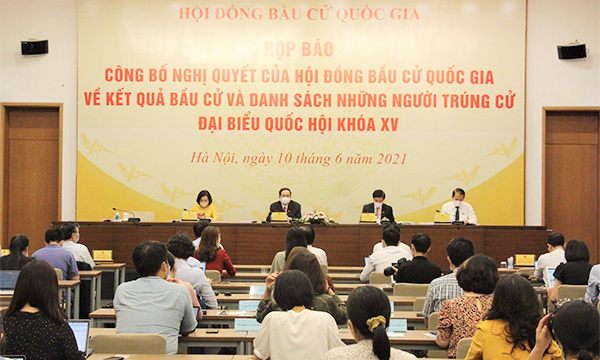 HỘI ĐỒNG BẦU CỬ QUỐC GIA
HỌP BÁO
CÔNG BỐ NGHỊ QUYẾT CỦA HỘI ĐỒNG BẦU CỬ QUỐC GIA
VỀ KẾT QUẢ BẦU CỬ VÀ DANH SÁCH NHỮNG NGƯỜI TRÚNG CỬ
ĐẠI BIỂU QUỐC HỘI KHÓA XV
Hà Nội, ngày 10 tháng 6 năm 2021